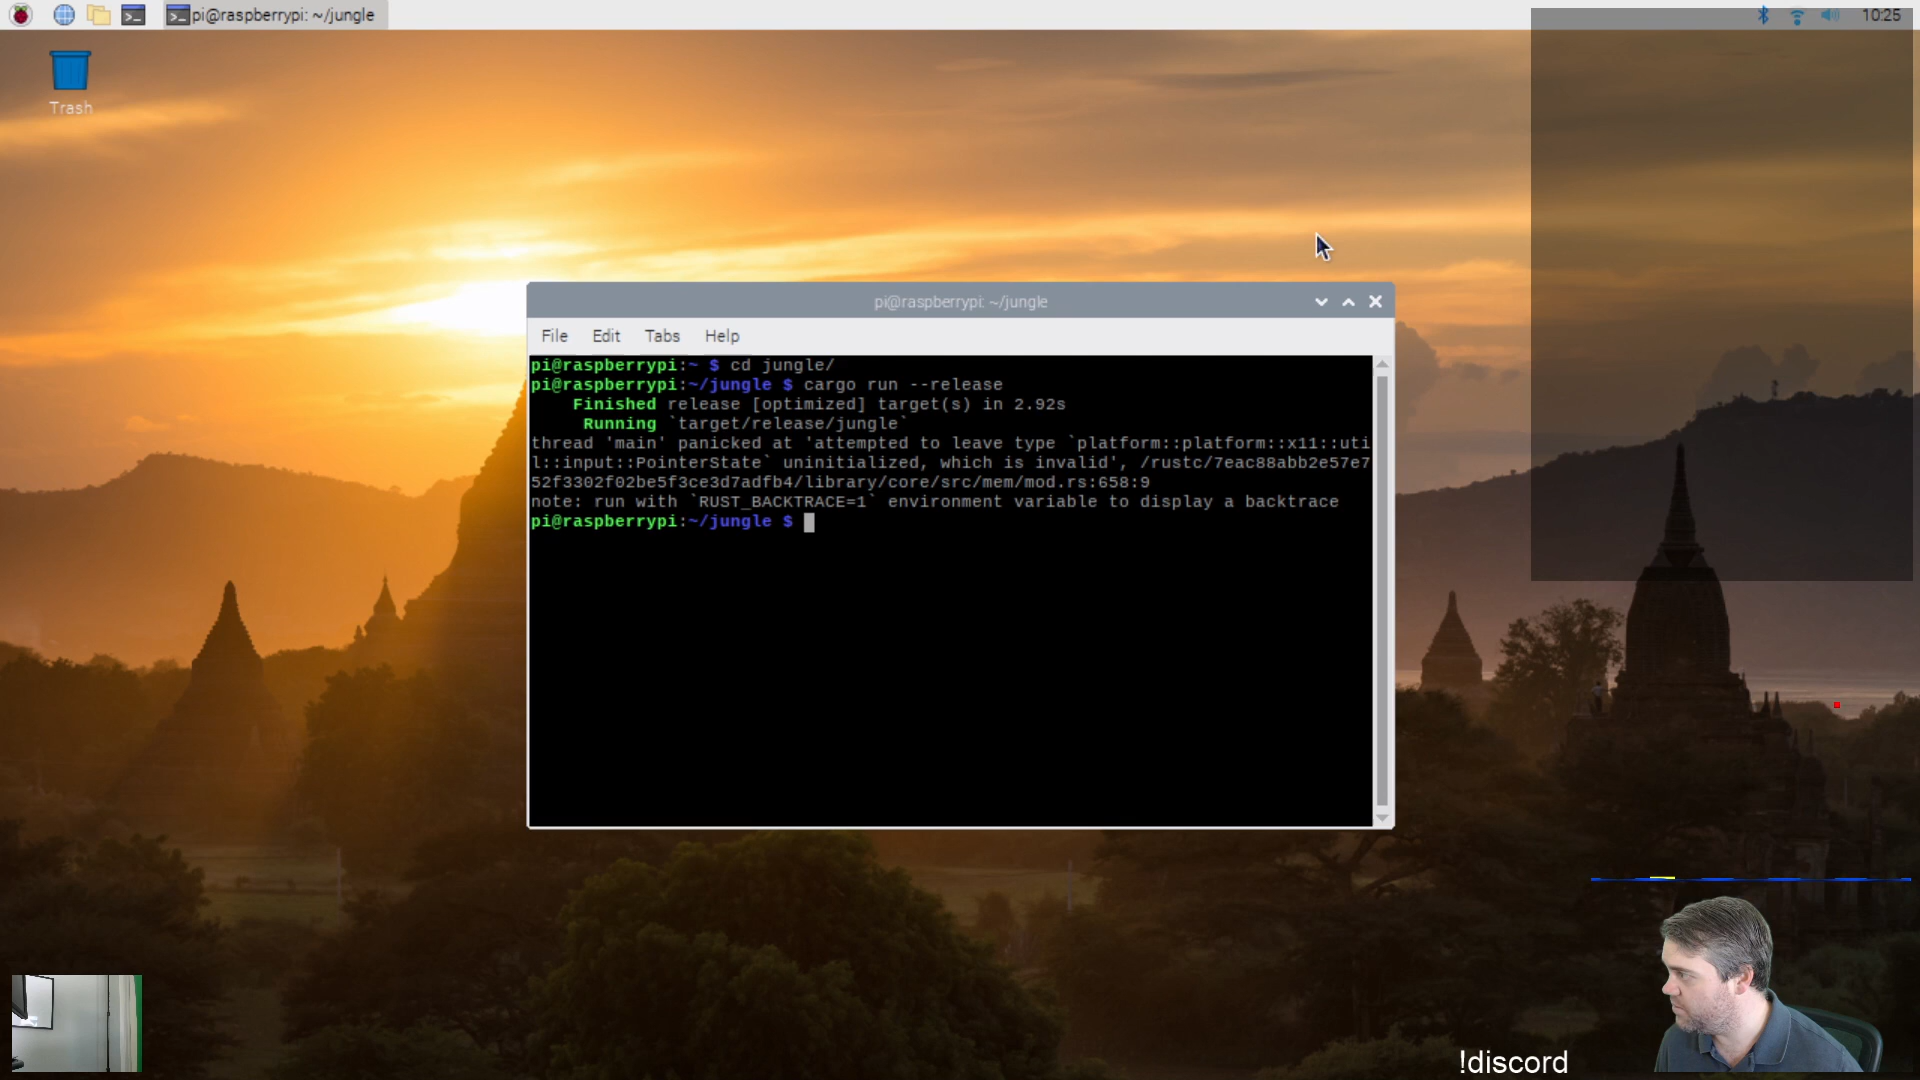 pi@raspberrypi: ~/jungle
10:25
Trash
pi@raspberrypi: ~/jungle
File Edit Tabs Help
pi@raspberrypi:~ $ cd jungle/
pi@raspberrypi:~/jungle $ cargo run --release
Finished release [optimized] target(s) in 2.92s
Running `target/release/jungle`
thread 'main' panicked at 'attempted to leave type `platform::platform::x11::uti
l::input::PointerState` uninitialized, which is invalid', /rustc/7eac88abb2e57e7
52f3302f02be5f3ce3d7adfb4/library/core/src/mem/mod.rs:658:9
note: run with `RUST_BACKTRACE=1` environment variable to display a backtrace
pi@raspberrypi:~/jungle $
!discord